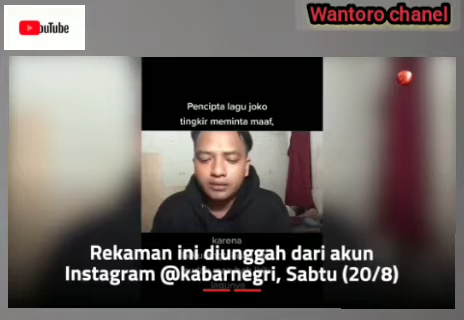 YouTube
Wantoro chanel
Pencipta lagu joko
tingkir meminta maaf,
karena
Rekaman ini diunggah dari akun
Instagram @kabarnegri, Sabtu (20/8)
lagunya